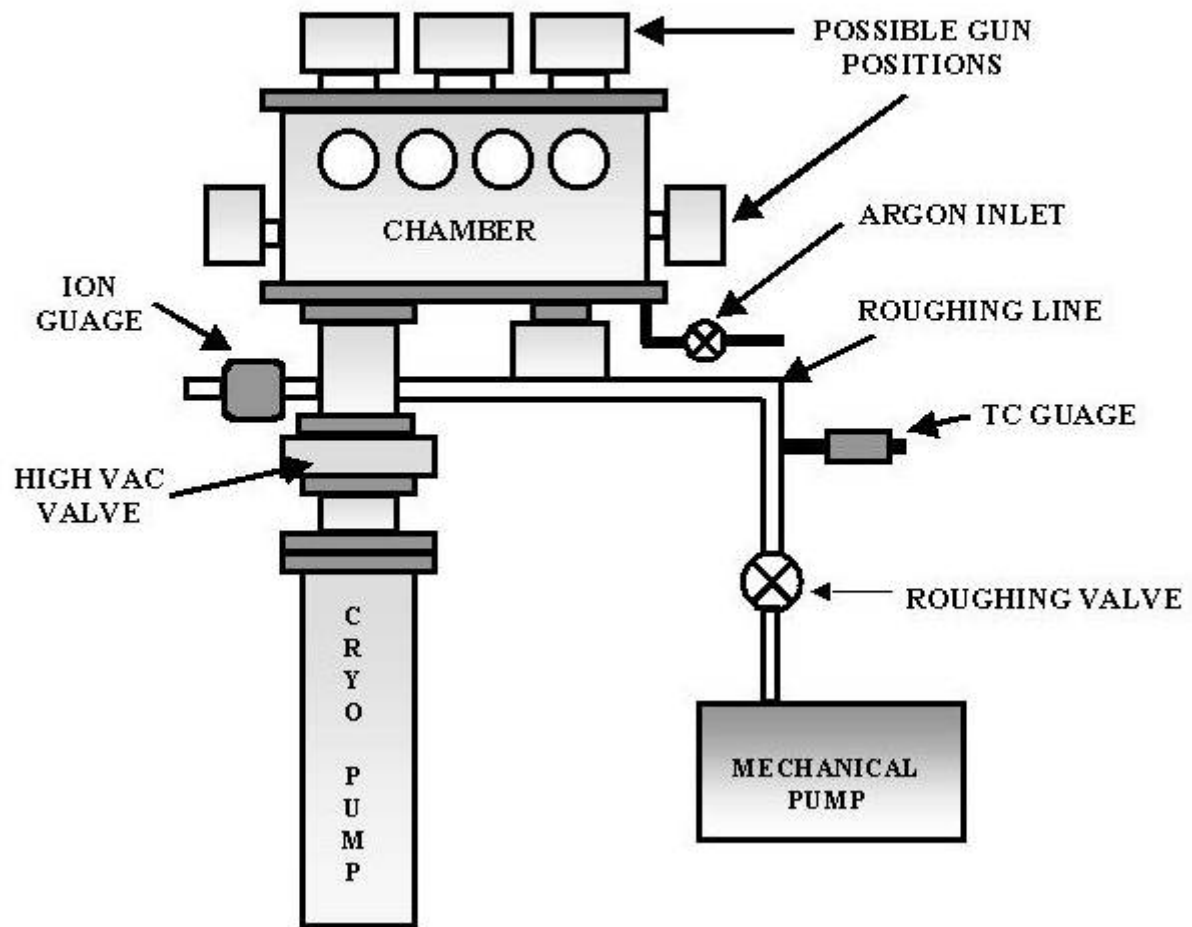 POSSIBLE GUN
POSITIONS
CHAMBER
ARGON INLET
ION
GUAGE
ROUGHING LINE
TC GUAGE
HIGH VAC
VALVE
ROUGHING VALVE
C
R
Y
O
P
U
M
P
MECHANICAL
PUMP